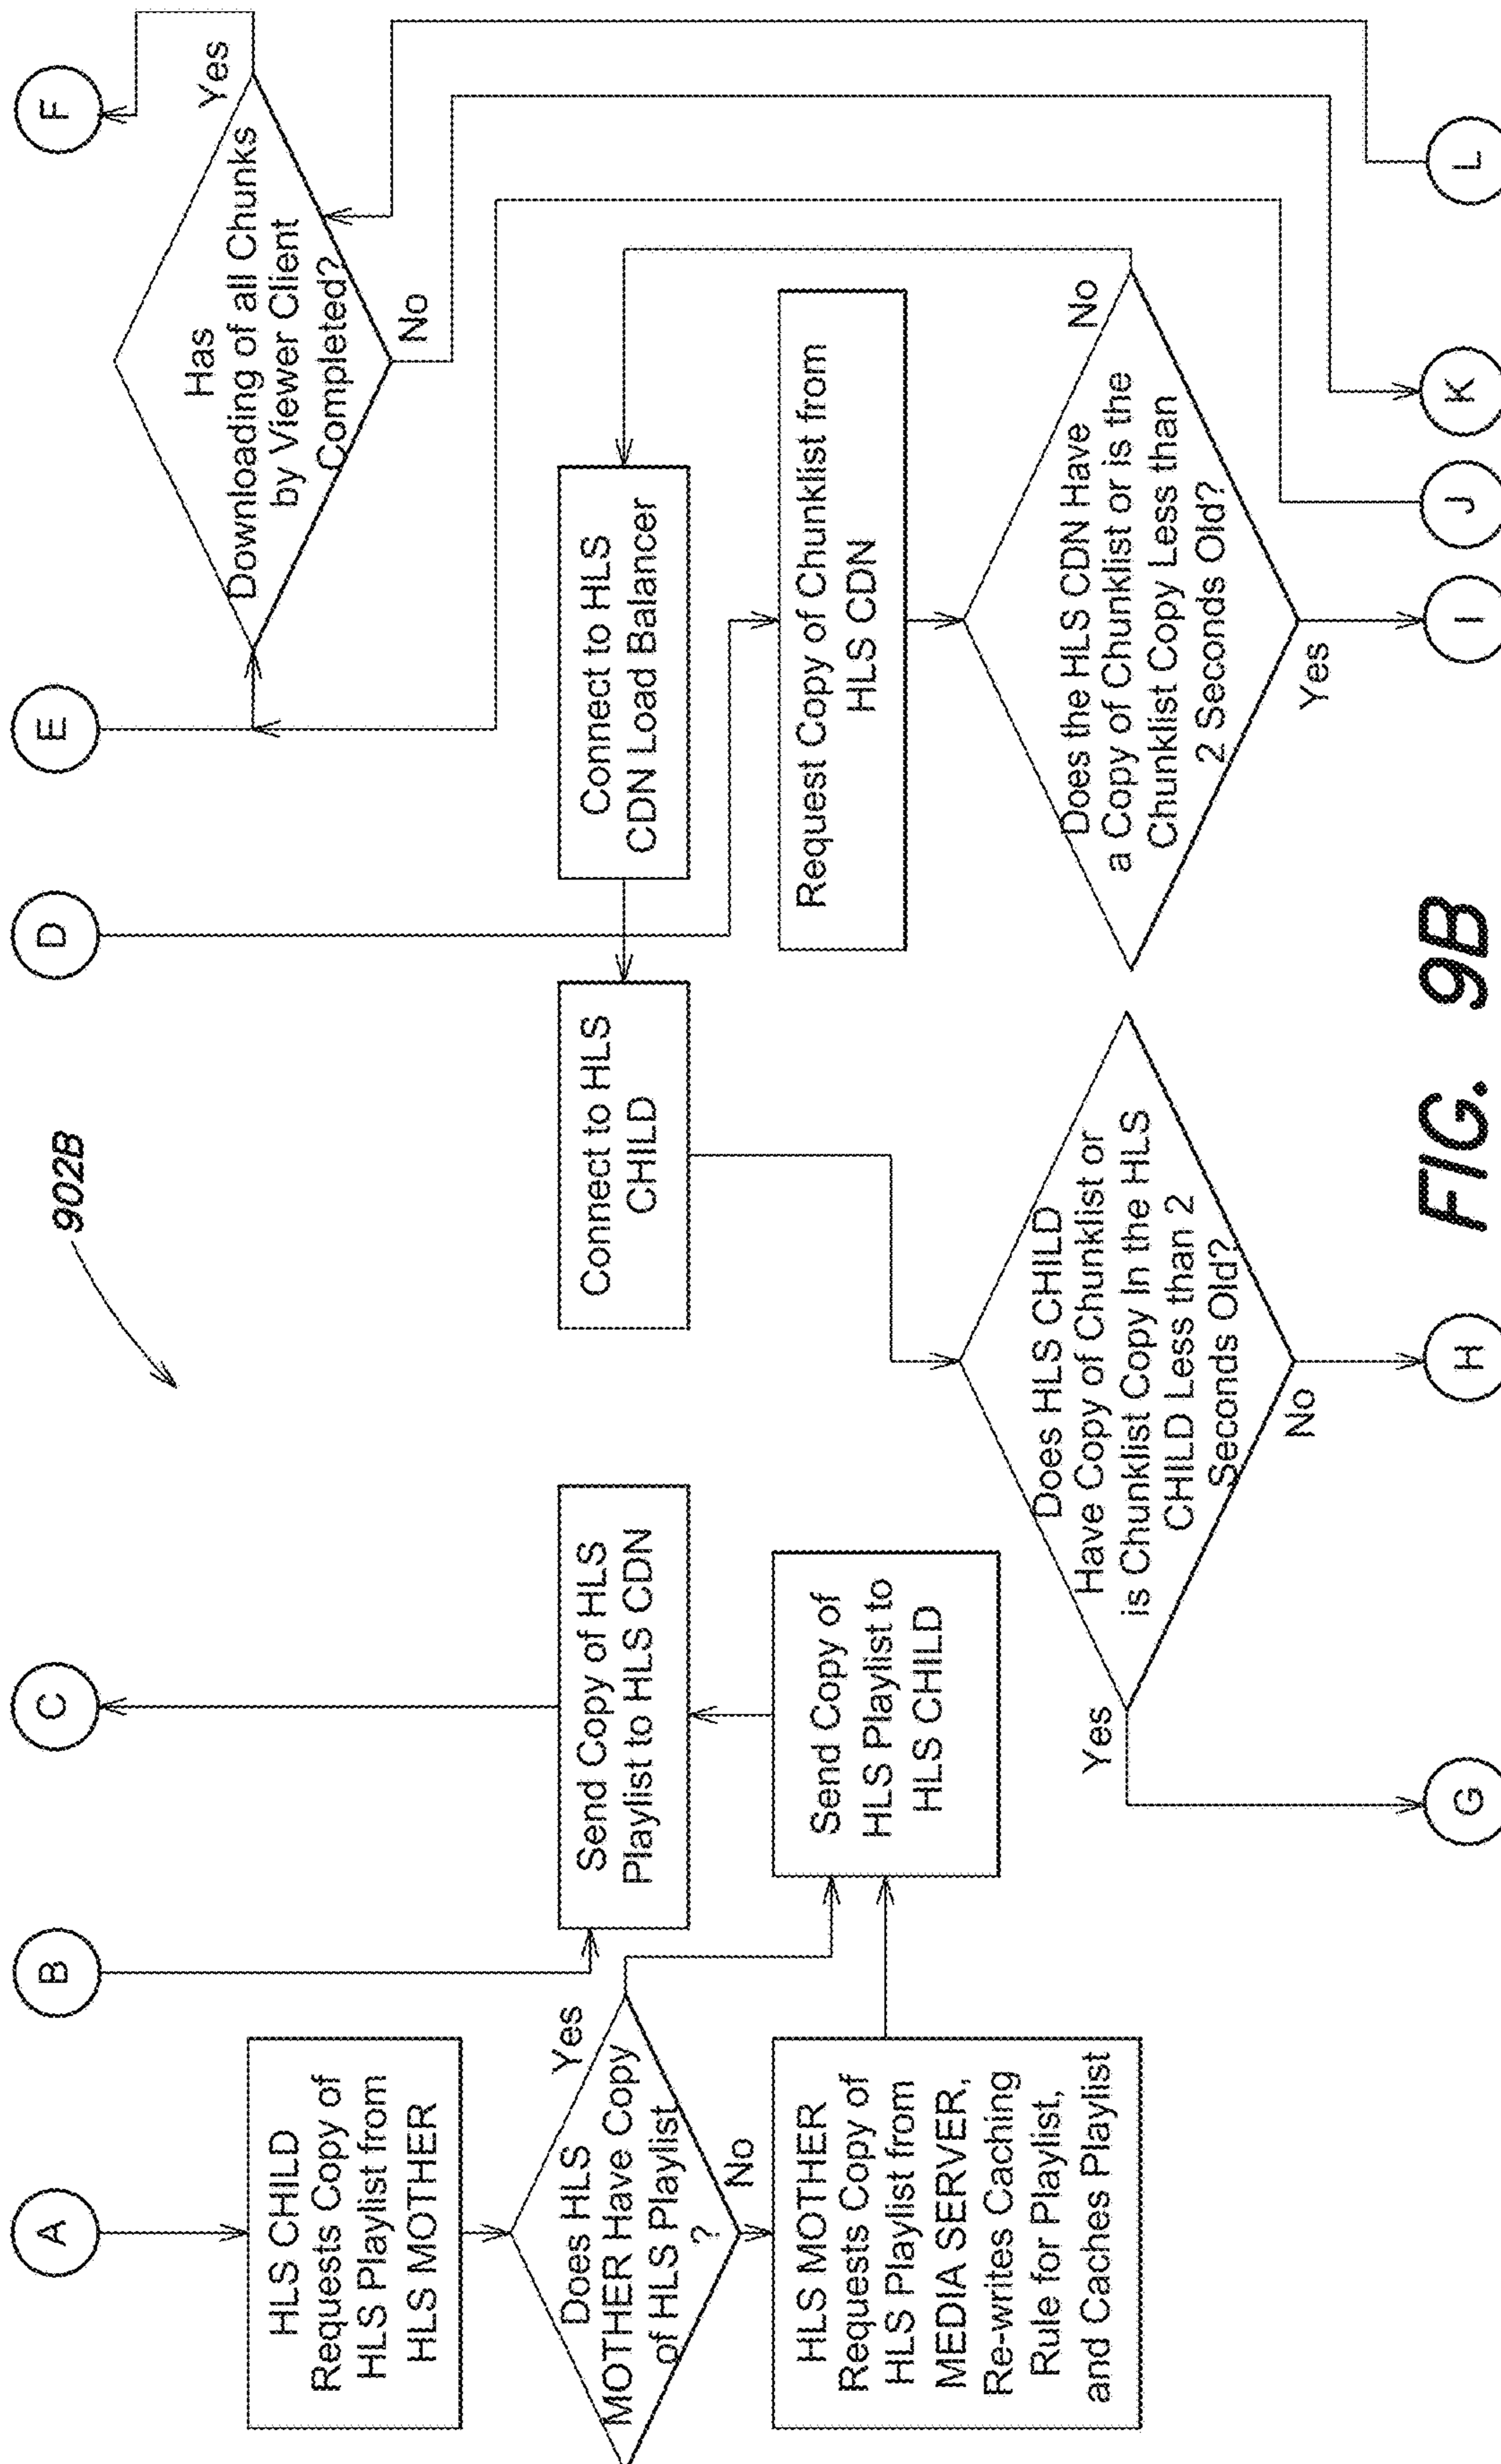 902B
A
B
C
D
E
F
HLS CHILD
Requests Copy of
HLS Playlist from
HLS MOTHER
Does HLS
MOTHER Have Copy
of HLS Playlist
?
Yes
No
HLS MOTHER
Requests Copy of
HLS Playlist from
MEDIA SERVER,
Re-writes Caching
Rule for Playlist,
and Caches Playlist
Send Copy of HLS
Playlist to HLS CDN
Send Copy of
HLS Playlist to
HLS CHILD
Connect to HLS
CHILD
Does HLS CHILD
Have Copy of Chunklist or
is Chunklist Copy In the HLS
CHILD Less than 2
Seconds Old?
Yes
No
Connect to HLS
CDN Load Balancer
Request Copy of Chunklist from
HLS CDN
Does the HLS CDN Have
a Copy of Chunklist or is the
Chunklist Copy Less than
2 Seconds Old?
No
Yes
Has
Downloading of all Chunks
by Viewer Client
Completed?
Yes
No
G
H
I
J
K
L
FIG. 9B